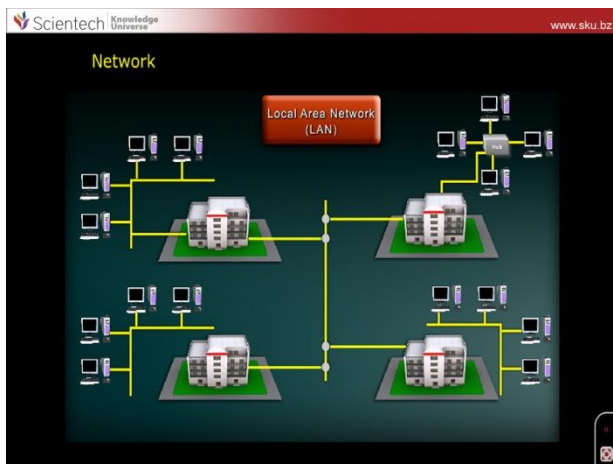 Scientech Knowledge
Universe
www.sku.bz
Network
Local Area Network
(LAN)
Hub